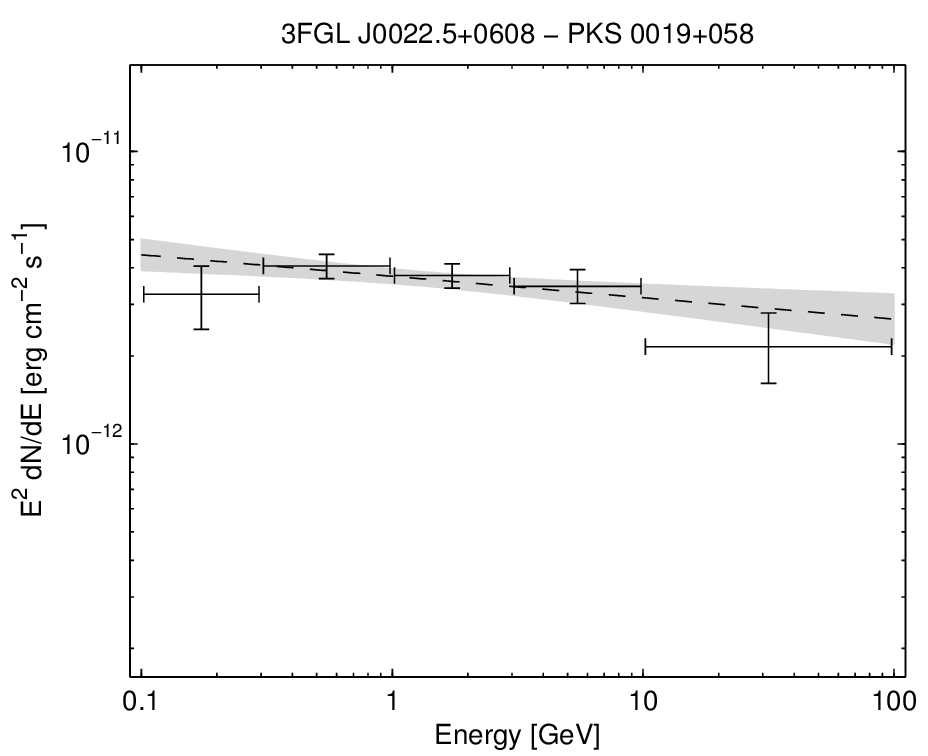 3FGL J0022.5+0608 − PKS 0019+058
10⁻¹¹
10⁻¹²
E² dN/dE [erg cm⁻² s⁻¹]
0.1 1 10 100
Energy [GeV]